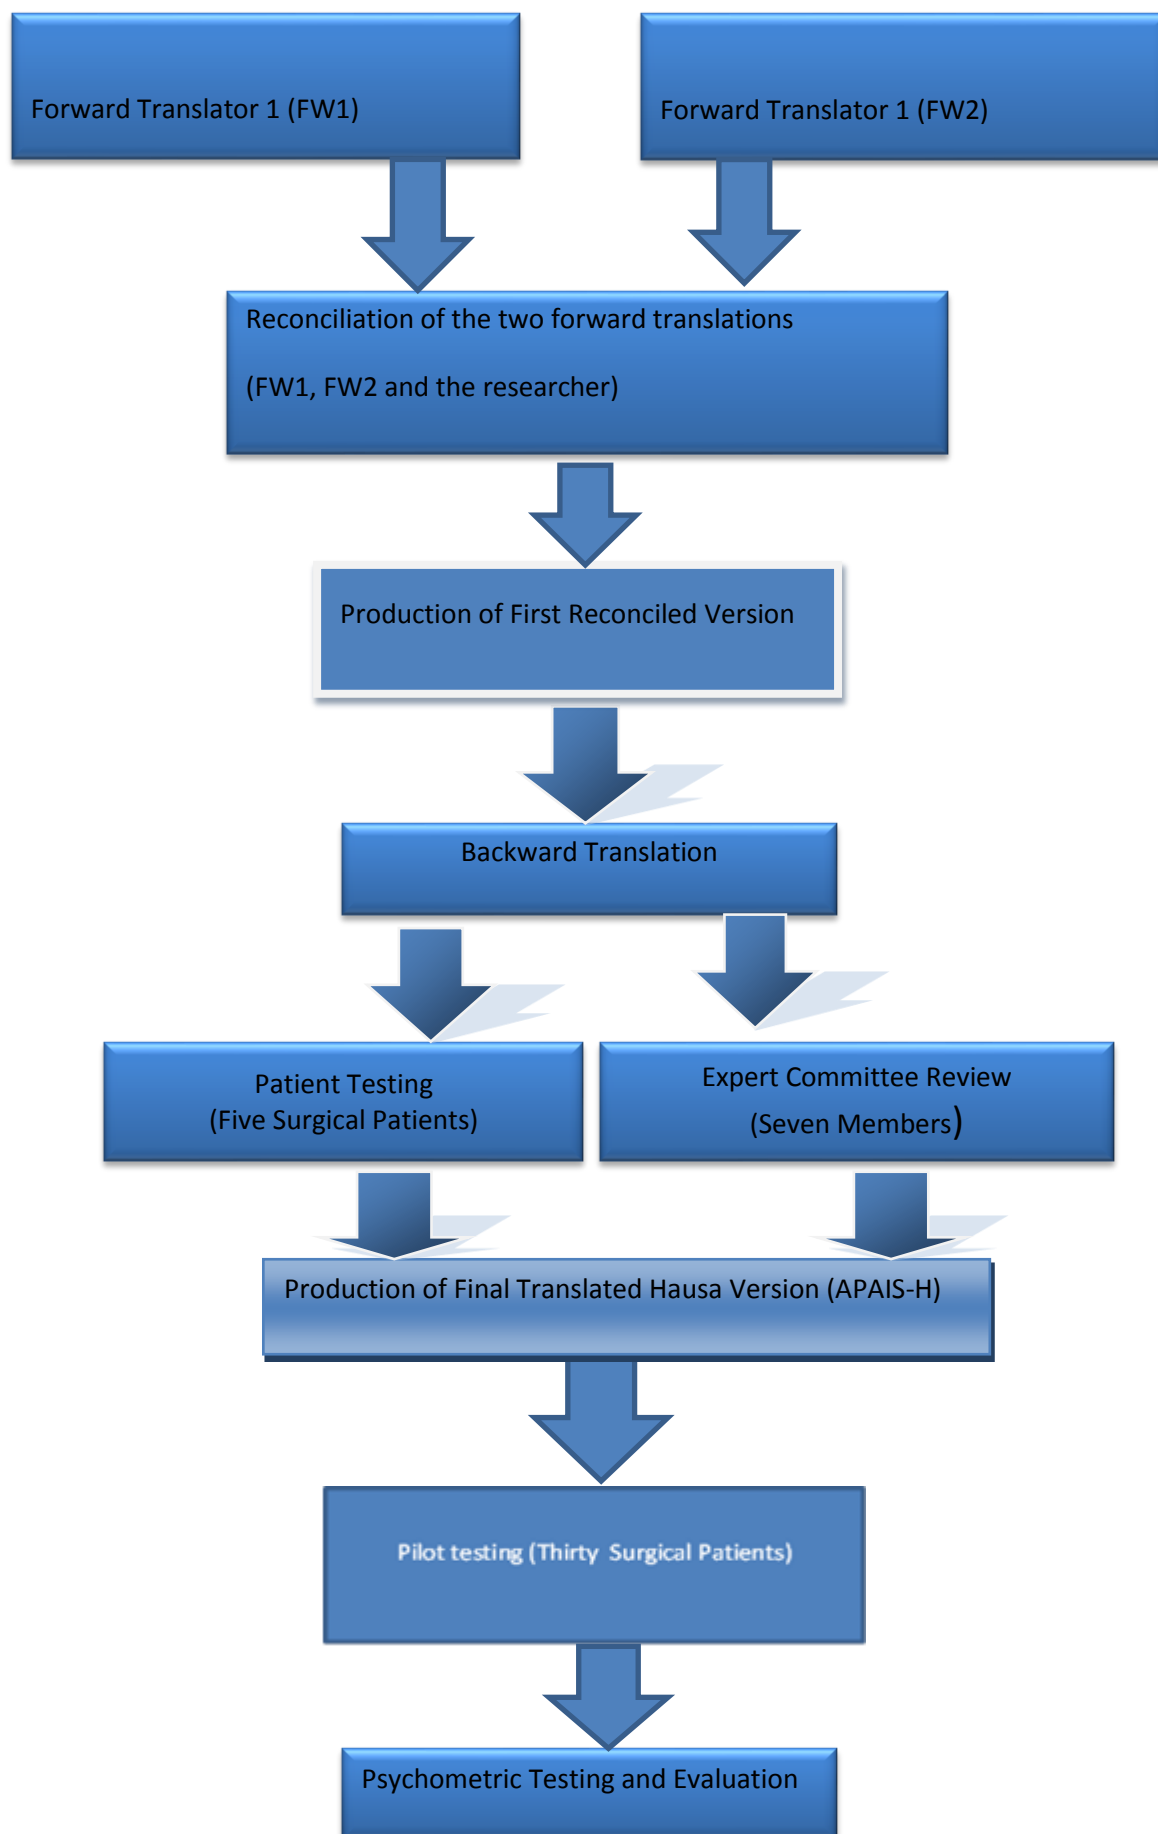 Forward Translator 1 (FW1)
Forward Translator 1 (FW2)
Reconciliation of the two forward translations
(FW1, FW2 and the researcher)
Production of First Reconciled Version
Backward Translation
Patient Testing
(Five Surgical Patients)
Expert Committee Review
(Seven Members)
Production of Final Translated Hausa Version (APAIS-H)
Pilot testing (Thirty Surgical Patients)
Psychometric Testing and Evaluation